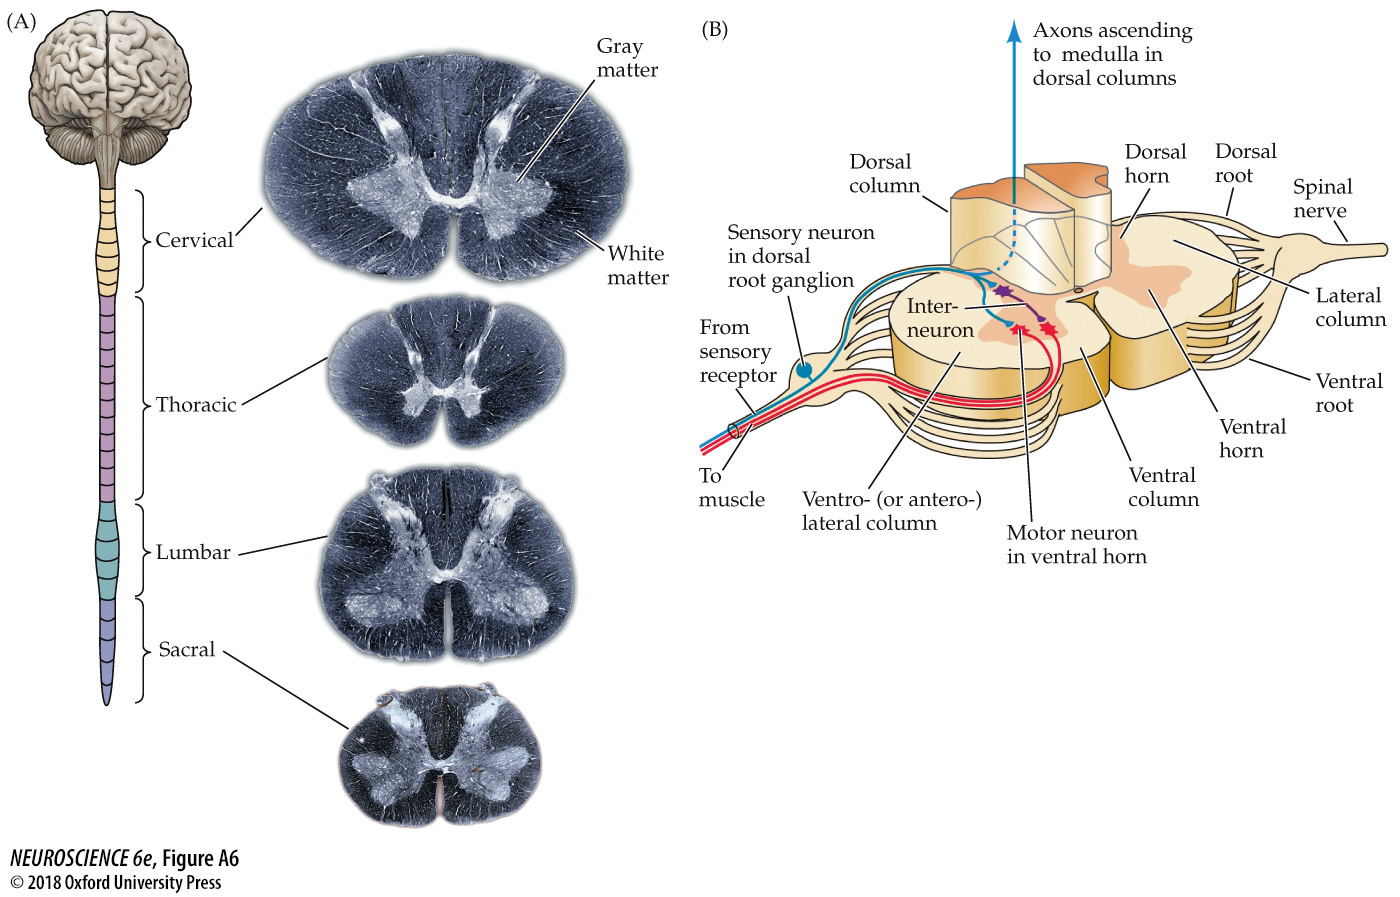 (A)
Gray
matter
White
matter
Cervical
Thoracic
Lumbar
Sacral
(B)
Axons ascending
to medulla in
dorsal columns
Dorsal
column
Dorsal
horn
Dorsal
root
Spinal
nerve
Sensory neuron
in dorsal
root ganglion
Inter-
neuron
From
sensory
receptor
Lateral
column
Ventral
root
Ventral
horn
Ventral
column
To
muscle
Ventro- (or antero-)
lateral column
Motor neuron
in ventral horn
NEUROSCIENCE 6e, Figure A6
© 2018 Oxford University Press